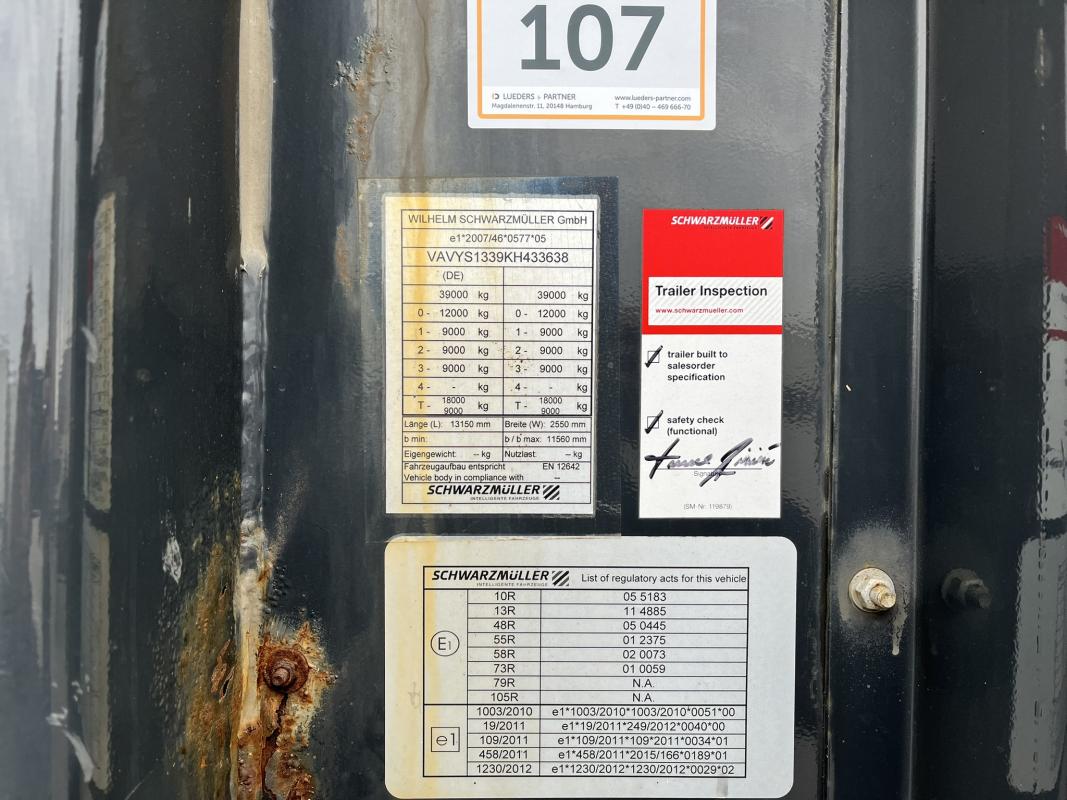 107
LUEDERS + PARTNER www.lueders-partner.com
Magdalenenstr. 11, 20148 Hamburg T +49 (0)40 – 469 666-70
WILHELM SCHWARZMÜLLER GmbH
e1*2007/46*0577*05
VAVYS1339KH433638
(DE)
39000 kg 39000 kg
0 - 12000 kg 0 - 12000 kg
1 - 9000 kg 1 - 9000 kg
2 - 9000 kg 2 - 9000 kg
3 - 9000 kg 3 - 9000 kg
4 - - kg 4 - - kg
T - 18000 9000 kg T - 18000 9000 kg
Länge (L): 13150 mm Breite (W): 2550 mm
b min: b / b max: 11560 mm
Eigengewicht: -- kg Nutzlast: -- kg
Fahrzeugaufbau entspricht EN 12642
Vehicle body in compliance with --
SCHWARZMÜLLER
INTELLIGENTE FAHRZEUGE
SCHWARZMÜLLER
INTELLIGENTE FAHRZEUGE
Trailer Inspection
www.schwarzmueller.com
trailer built to
salesorder
specification
safety check
(functional)
Signature
(SM-Nr. 119879)
SCHWARZMÜLLER List of regulatory acts for this vehicle
INTELLIGENTE FAHRZEUGE
E1
10R 05 5183
13R 11 4885
48R 05 0445
55R 01 2375
58R 02 0073
73R 01 0059
79R N.A.
105R N.A.
e1
1003/2010 e1*1003/2010*1003/2010*0051*00
19/2011 e1*19/2011*249/2012*0040*00
109/2011 e1*109/2011*109*2011*0034*01
458/2011 e1*458/2011*2015/166*0189*01
1230/2012 e1*1230/2012*1230/2012*0029*02